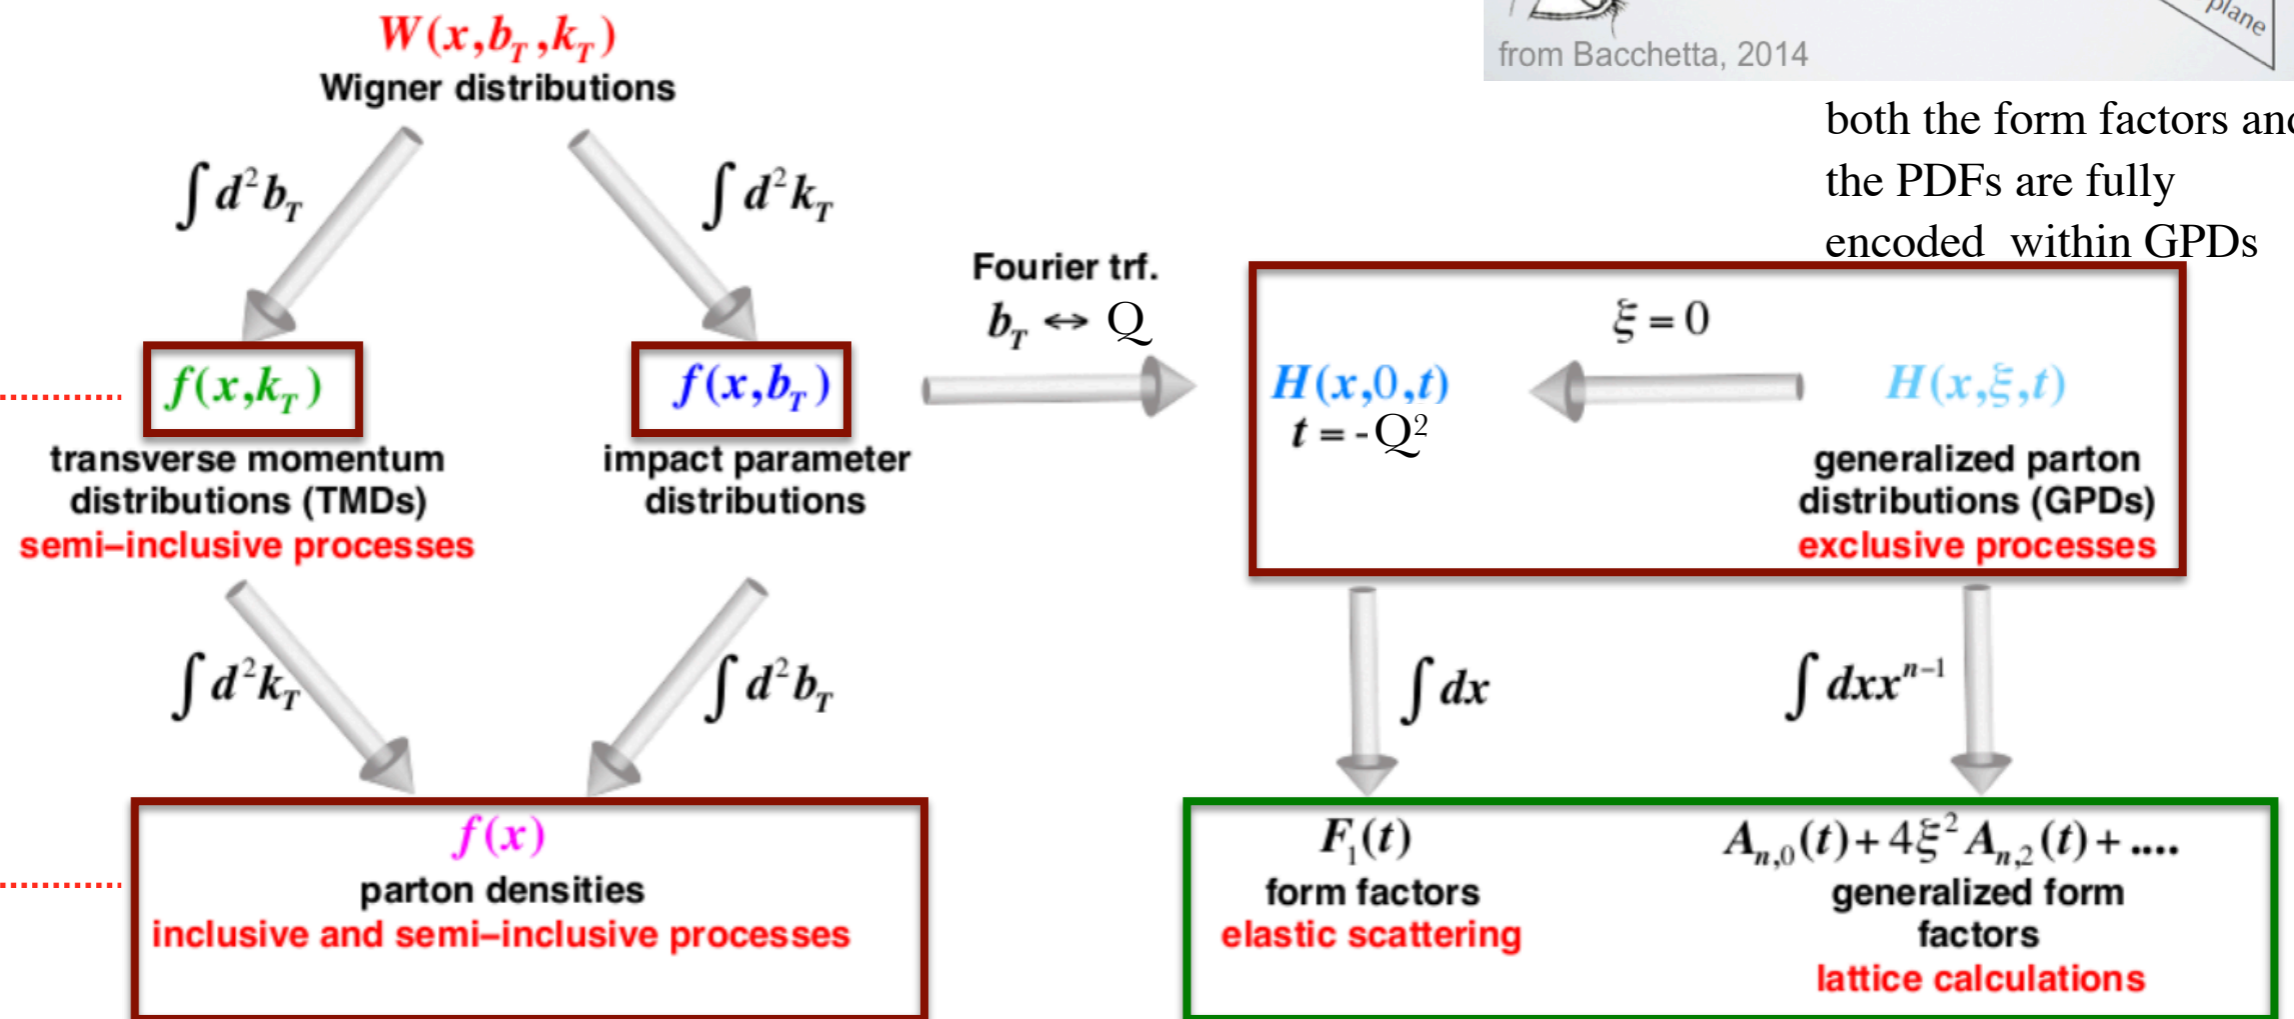 W(x,b_T,k_T)
Wigner distributions
plane
from Bacchetta, 2014
both the form factors and
the PDFs are fully
encoded within GPDs
∫d²b_T
∫d²k_T
Fourier trf.
b_T ↔ Q
ξ = 0
f(x,k_T)
f(x,b_T)
H(x,0,t)
t = -Q²
H(x,ξ,t)
transverse momentum
distributions (TMDs)
semi–inclusive processes
impact parameter
distributions
generalized parton
distributions (GPDs)
exclusive processes
∫d²k_T
∫d²b_T
∫dx
∫dxx^{n–1}
f(x)
parton densities
inclusive and semi–inclusive processes
F_1(t)
form factors
elastic scattering
A_{n,0}(t)+4ξ²A_{n,2}(t)+....
generalized form
factors
lattice calculations